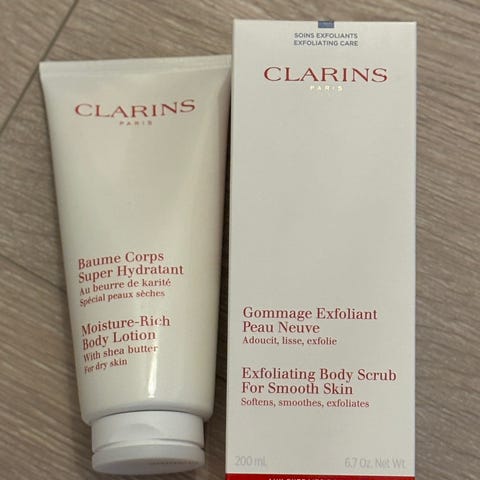 CLARINS
PARIS
Baume Corps
Super Hydratant
Au beurre de karité
Spécial peaux sèches
Moisture-Rich
Body Lotion
With shea butter
For dry skin
SOINS EXFOLIANTS
EXFOLIATING CARE
CLARINS
PARIS
Gommage Exfoliant
Peau Neuve
Adoucit, lisse, exfolie
Exfoliating Body Scrub
For Smooth Skin
Softens, smoothes, exfoliates
200 mL 6.7 Oz. Net Wt.